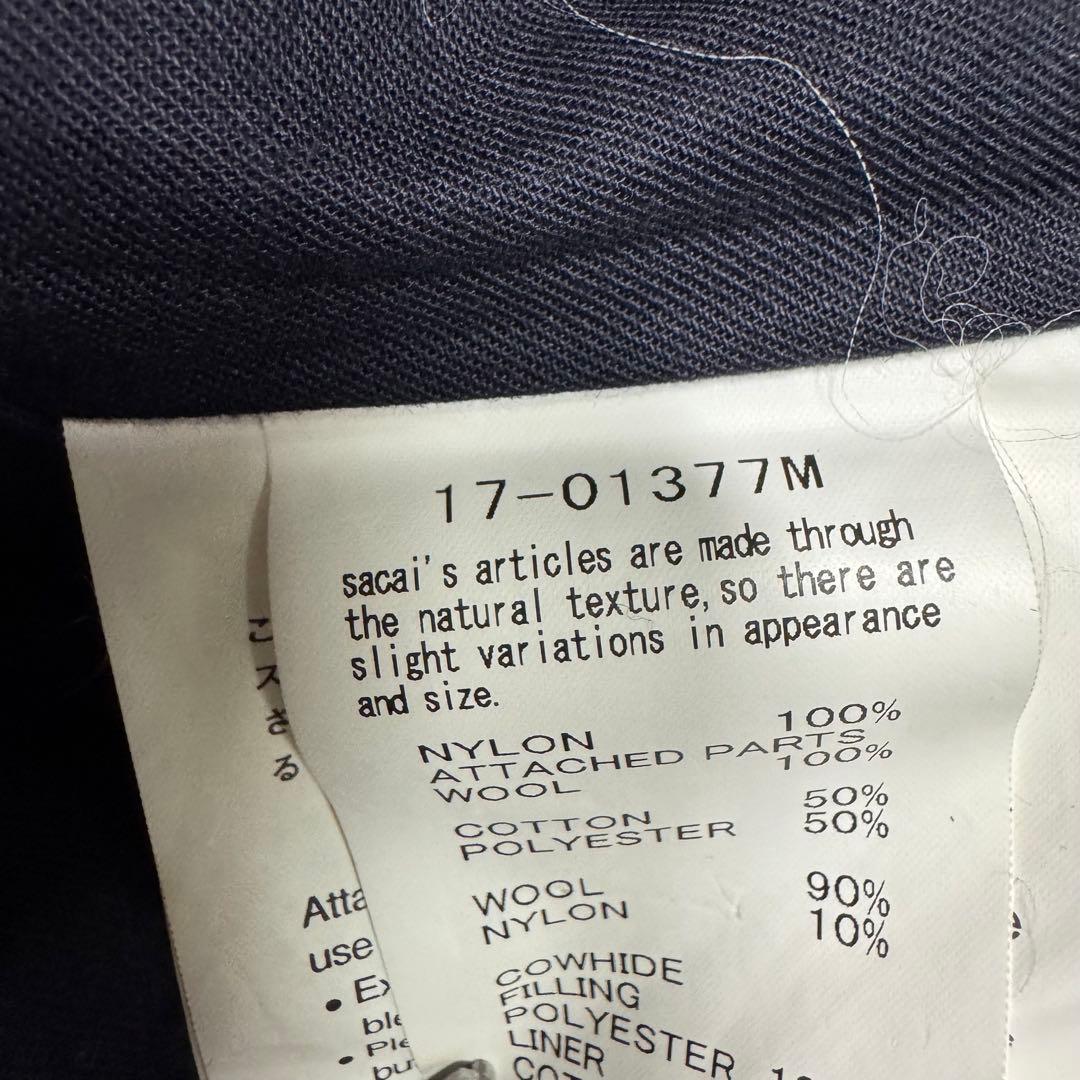 17-01377M
sacai's articles are made through
the natural texture, so there are
slight variations in appearance
and size.
NYLON 100%
ATTACHED PARTS
WOOL 100%
COTTON 50%
POLYESTER 50%
WOOL 90%
NYLON 10%
COWHIDE
FILLING
POLYESTER
LINER
こ
ス
き
る
use